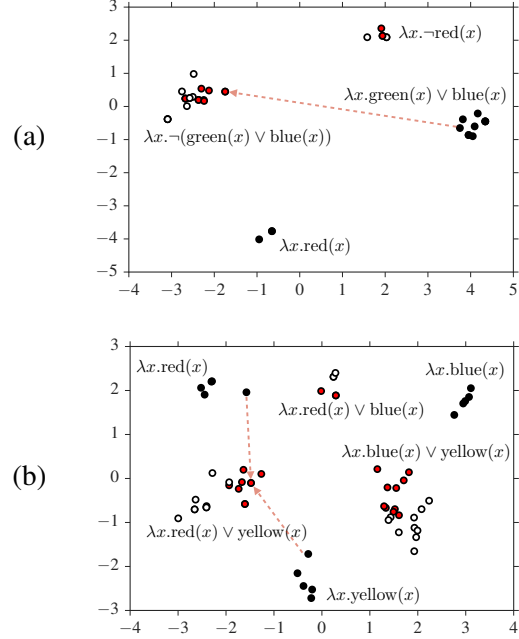 3
2
1
0
−1
−2
−3
−4
−5
−4 −3 −2 −1 0 1 2 3 4 5
(a)
λx.¬red(x)
λx.green(x) ∨ blue(x)
λx.¬(green(x) ∨ blue(x))
λx.red(x)
3
2
1
0
−1
−2
−3
−4 −3 −2 −1 0 1 2 3 4
(b)
λx.red(x)
λx.blue(x)
λx.red(x) ∨ blue(x)
λx.blue(x) ∨ yellow(x)
λx.red(x) ∨ yellow(x)
λx.yellow(x)